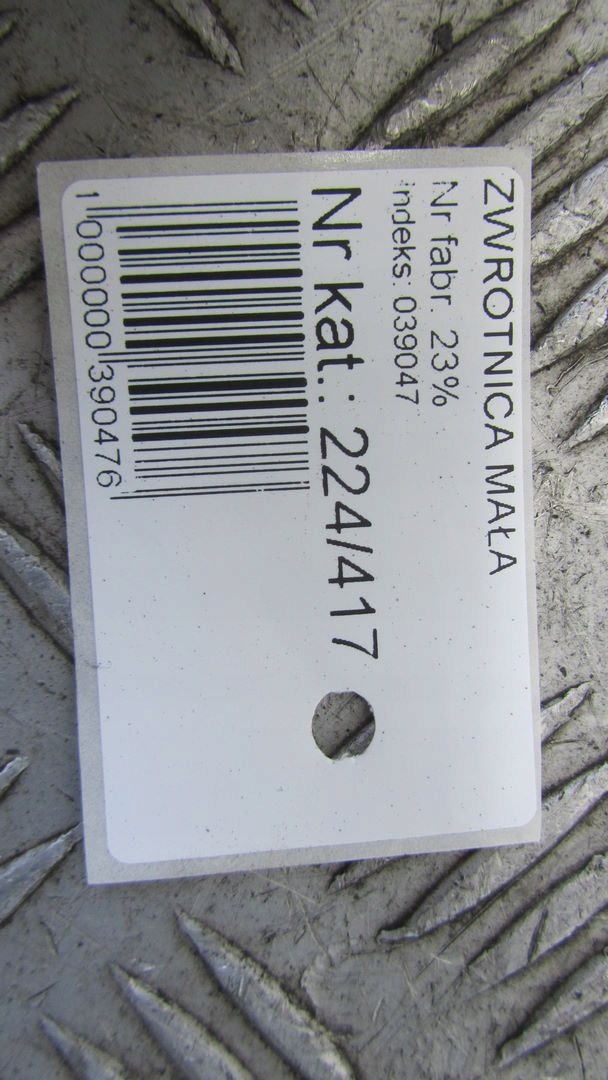 ZWROTNICA MAŁA
Nr fabr. 23%
indeks: 039047
Nr kat.: 224/417
1 000000 390476